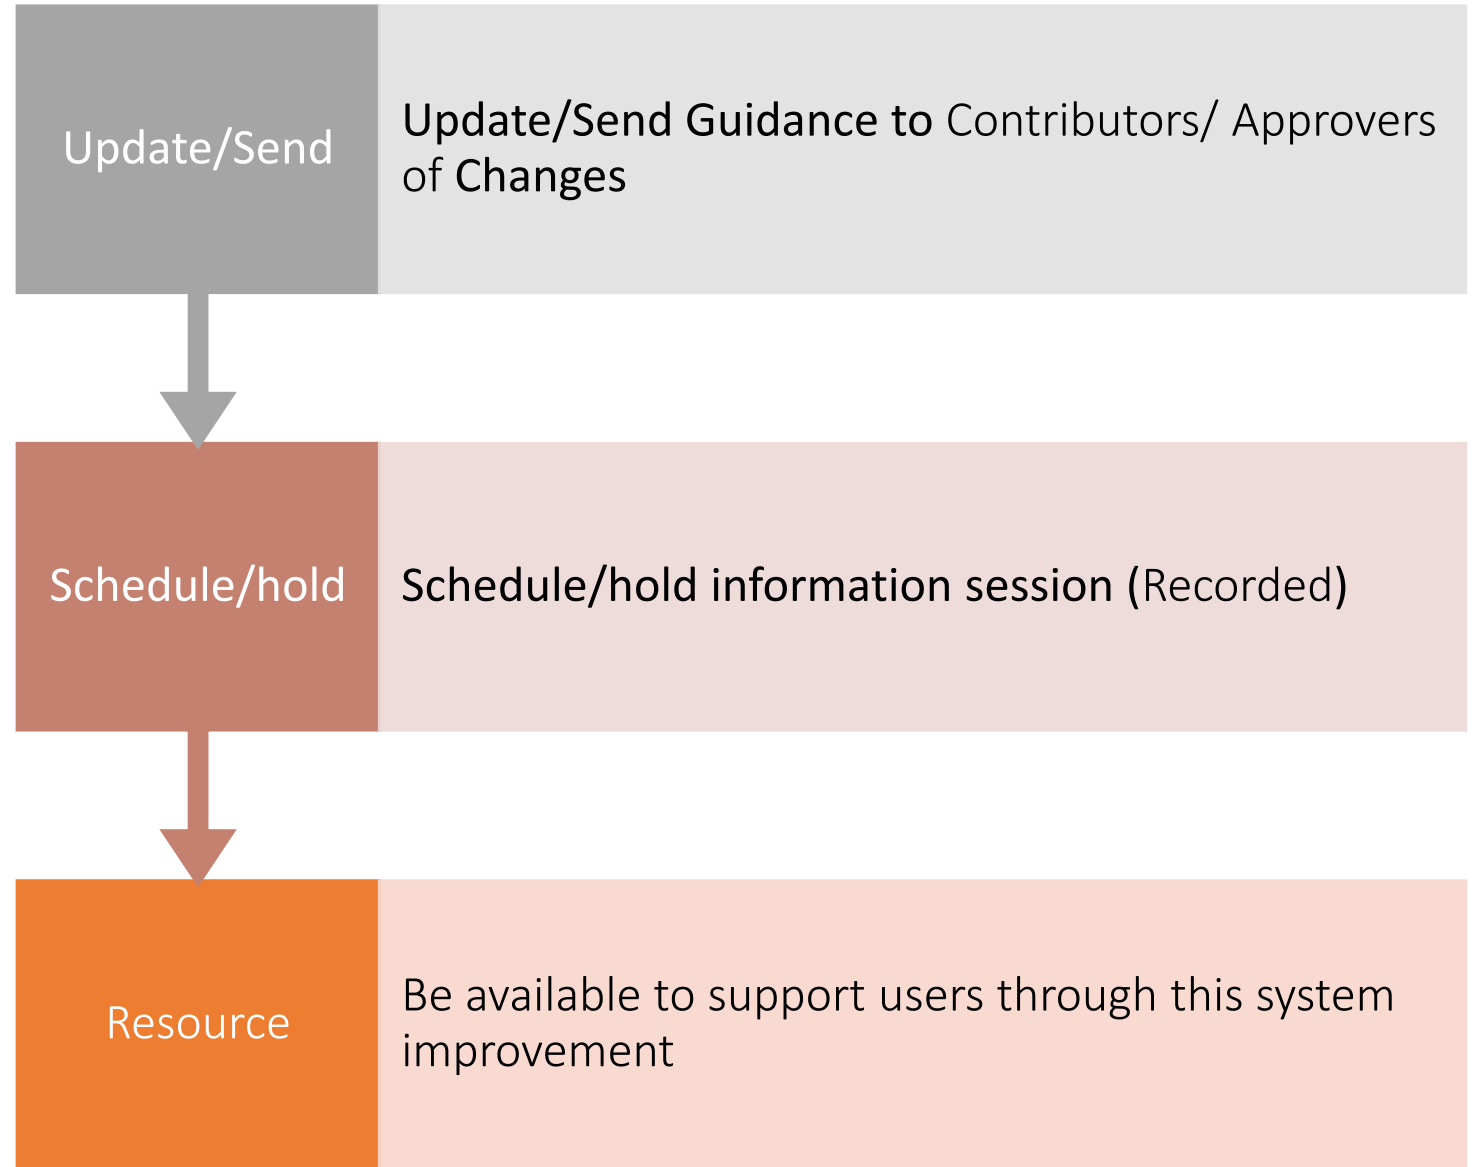 Update/Send
Update/Send Guidance to Contributors/ Approvers
of Changes
Schedule/hold
Schedule/hold information session (Recorded)
Resource
Be available to support users through this system
improvement